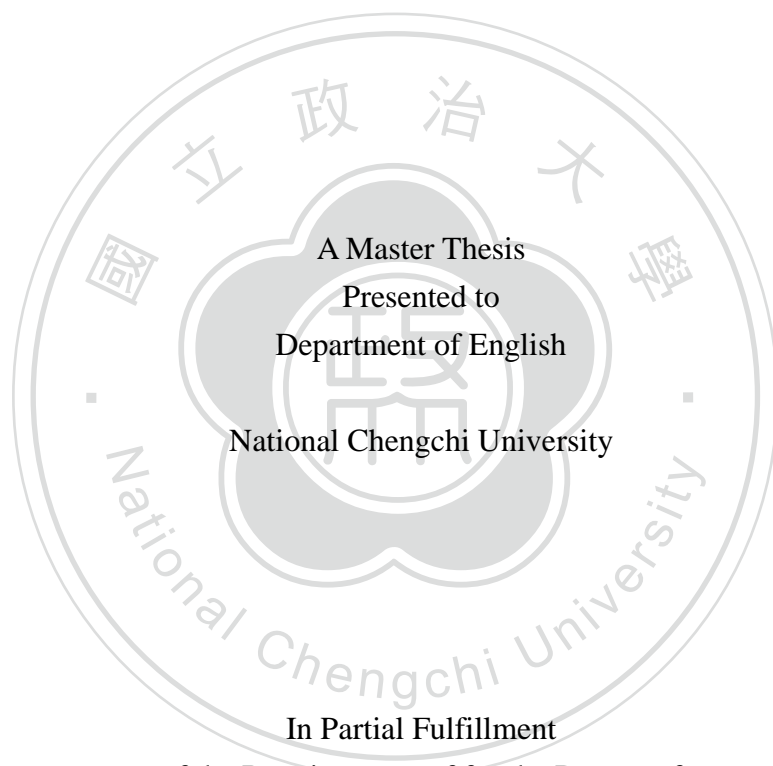 國立政治大學
A Master Thesis
Presented to
Department of English
National Chengchi University
National Chengchi University
In Partial Fulfillment